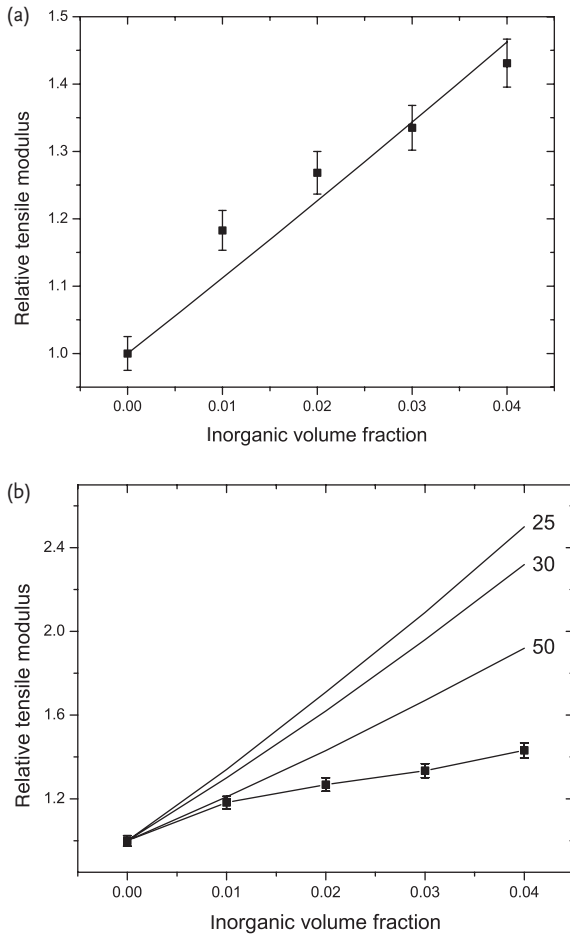 (a)
1.5
1.4
1.3
1.2
1.1
1.0
Relative tensile modulus
0.00 0.01 0.02 0.03 0.04
Inorganic volume fraction
(b)
2.4
2.0
1.6
1.2
Relative tensile modulus
25
30
50
0.00 0.01 0.02 0.03 0.04
Inorganic volume fraction